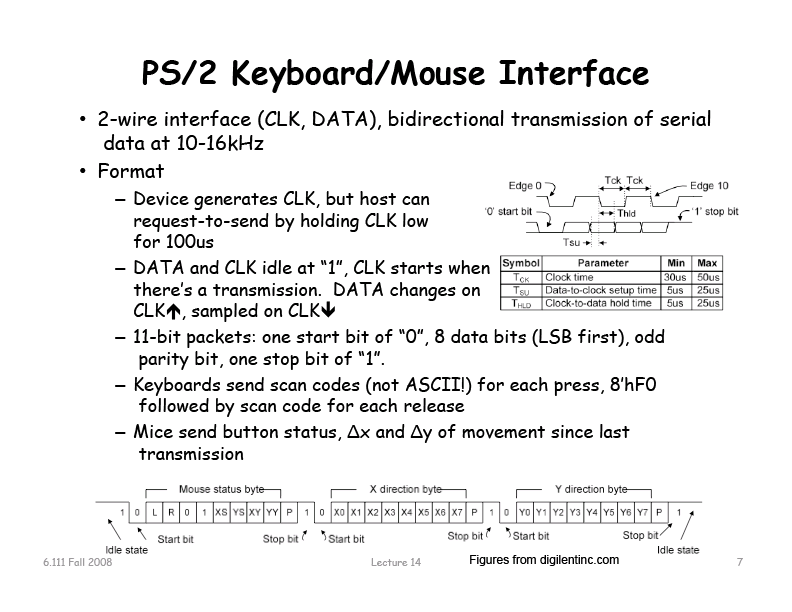 PS/2 Keyboard/Mouse Interface
• 2-wire interface (CLK, DATA), bidirectional transmission of serial
data at 10-16kHz
• Format
– Device generates CLK, but host can
request-to-send by holding CLK low
for 100us
– DATA and CLK idle at “1”, CLK starts when
there’s a transmission. DATA changes on
CLK🡹, sampled on CLK🡻
– 11-bit packets: one start bit of “0”, 8 data bits (LSB first), odd
parity bit, one stop bit of “1”.
– Keyboards send scan codes (not ASCII!) for each press, 8’hF0
followed by scan code for each release
– Mice send button status, Δx and Δy of movement since last
transmission
Tck Tck
Edge 0 Edge 10
'0' start bit Thld '1' stop bit
Tsu
Symbol Parameter Min Max
TCK Clock time 30us 50us
TSU Data-to-clock setup time 5us 25us
THLD Clock-to-data hold time 5us 25us
Mouse status byte X direction byte Y direction byte
1 0 L R 0 1 XS YS XY YY P 1 0 X0 X1 X2 X3 X4 X5 X6 X7 P 1 0 Y0 Y1 Y2 Y3 Y4 Y5 Y6 Y7 P 1
Start bit Stop bit Start bit Stop bit Start bit Stop bit
Idle state Idle state
6.111 Fall 2008 Lecture 14 Figures from digilentinc.com 7